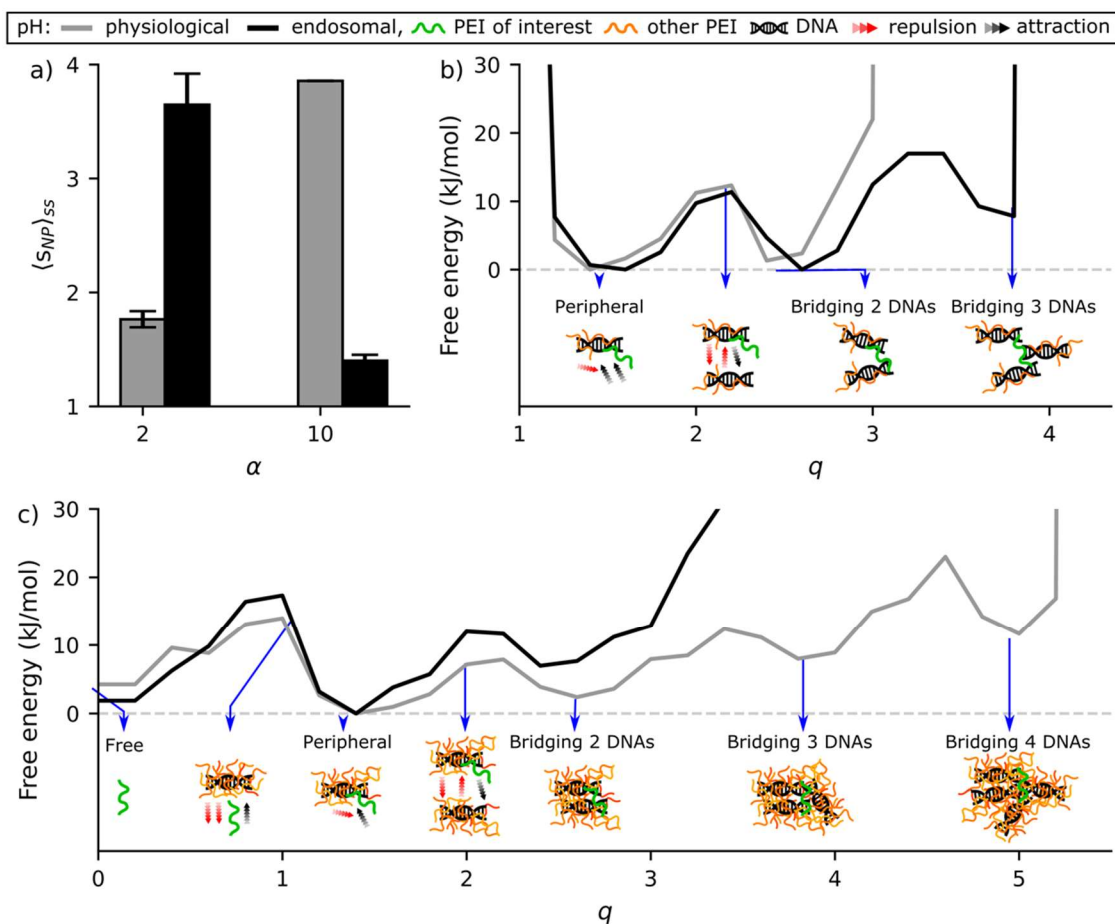 pH: physiological endosomal, PEI of interest other PEI DNA repulsion attraction
a)
4
3
2
1
⟨s_NP⟩_ss
2 10
α
b)
30
20
10
0
Free energy (kJ/mol)
Peripheral Bridging 2 DNAs Bridging 3 DNAs
1 2 3 4
q
c)
30
20
10
0
Free energy (kJ/mol)
Free Peripheral Bridging 2 DNAs Bridging 3 DNAs Bridging 4 DNAs
0 1 2 3 4 5
q